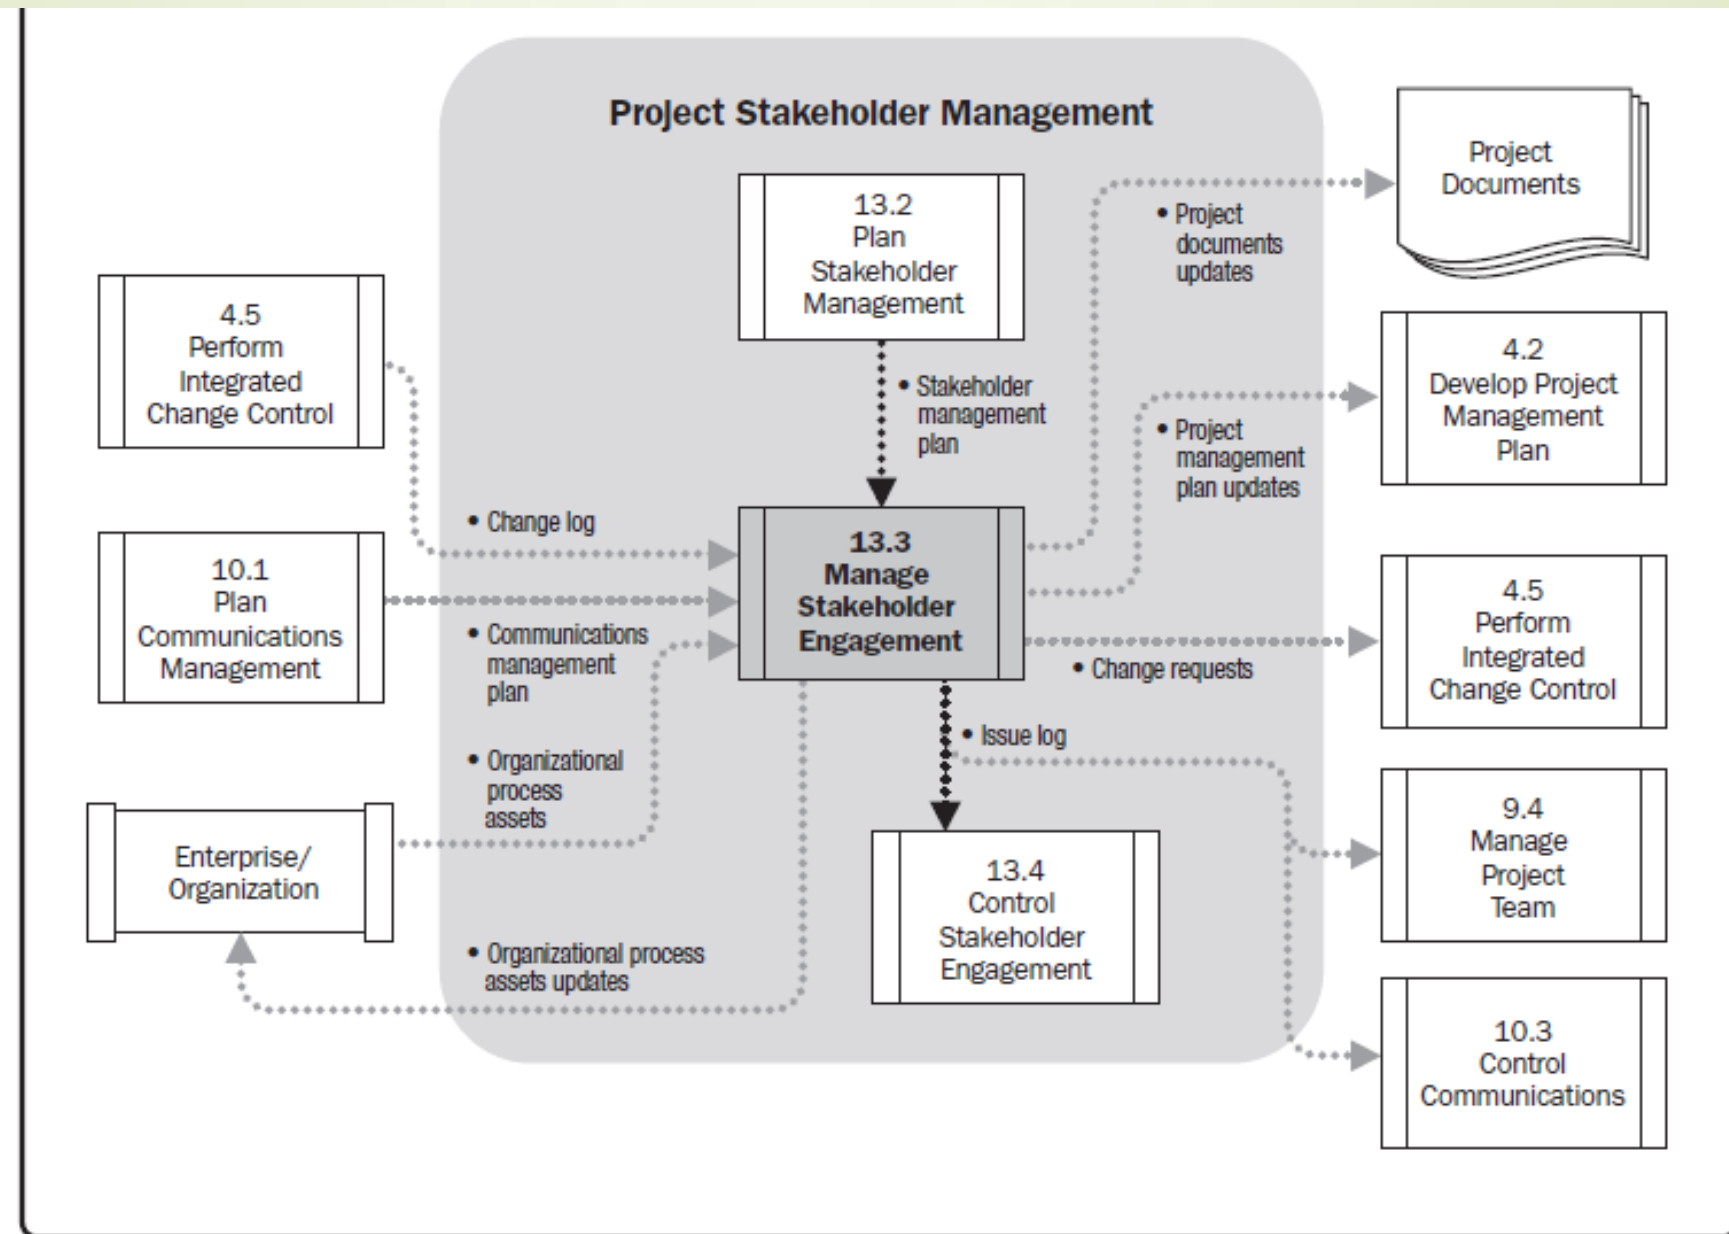 Project Stakeholder Management
13.2
Plan
Stakeholder
Management
4.5
Perform
Integrated
Change Control
10.1
Plan
Communications
Management
Enterprise/
Organization
• Change log
• Communications
management
plan
• Organizational
process
assets
• Organizational process
assets updates
• Stakeholder
management
plan
13.3
Manage
Stakeholder
Engagement
• Issue log
13.4
Control
Stakeholder
Engagement
• Project
documents
updates
• Project
management
plan updates
• Change requests
Project
Documents
4.2
Develop Project
Management
Plan
4.5
Perform
Integrated
Change Control
9.4
Manage
Project
Team
10.3
Control
Communications